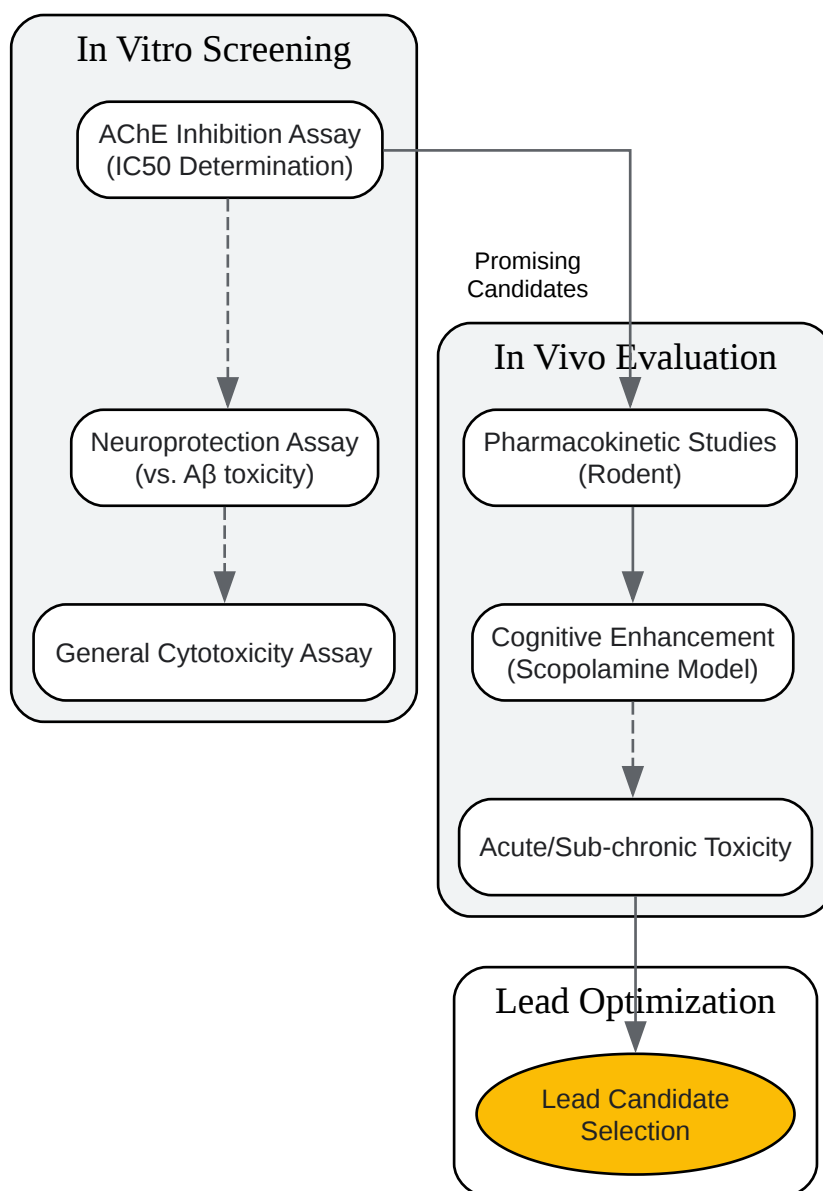 In Vitro Screening
AChE Inhibition Assay
(IC50 Determination)
Neuroprotection Assay
(vs. Aβ toxicity)
General Cytotoxicity Assay
Promising
Candidates
In Vivo Evaluation
Pharmacokinetic Studies
(Rodent)
Cognitive Enhancement
(Scopolamine Model)
Acute/Sub-chronic Toxicity
Lead Optimization
Lead Candidate
Selection